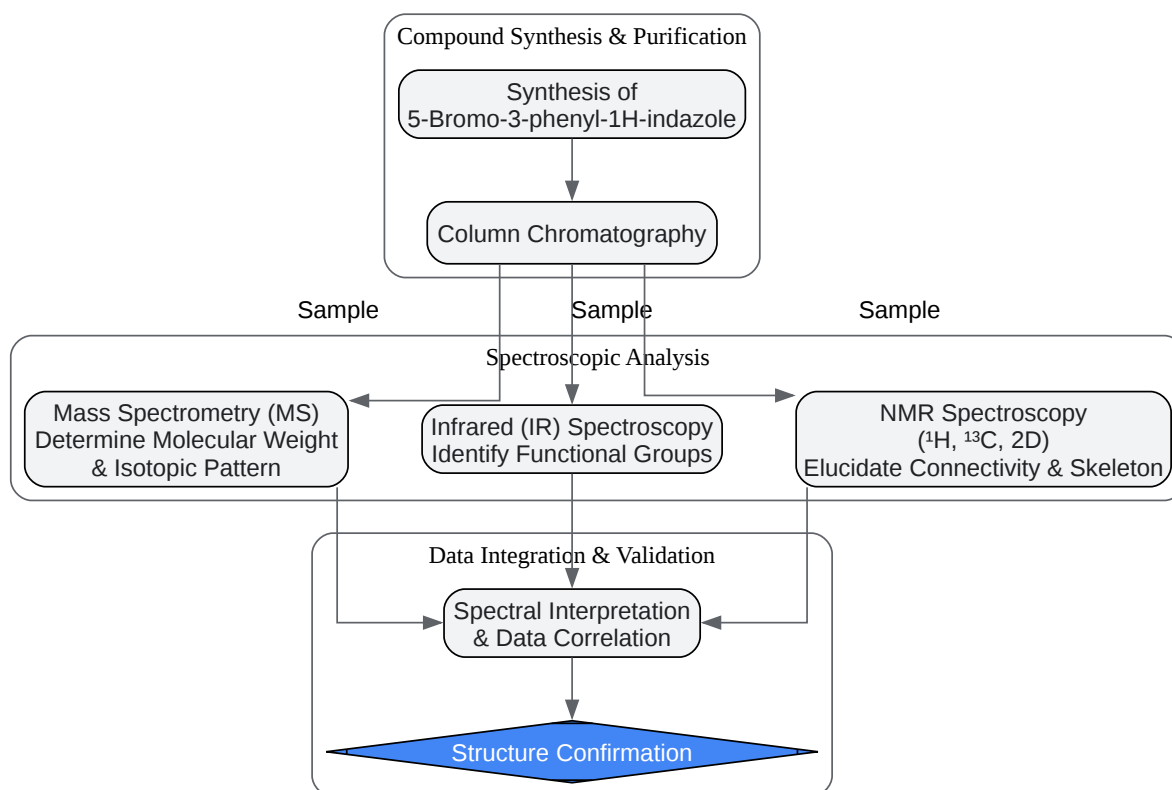 Compound Synthesis & Purification
Synthesis of
5-Bromo-3-phenyl-1H-indazole
Column Chromatography
Sample
Sample
Sample
Spectroscopic Analysis
Mass Spectrometry (MS)
Determine Molecular Weight
& Isotopic Pattern
Infrared (IR) Spectroscopy
Identify Functional Groups
NMR Spectroscopy
(¹H, ¹³C, 2D)
Elucidate Connectivity & Skeleton
Data Integration & Validation
Spectral Interpretation
& Data Correlation
Structure Confirmation